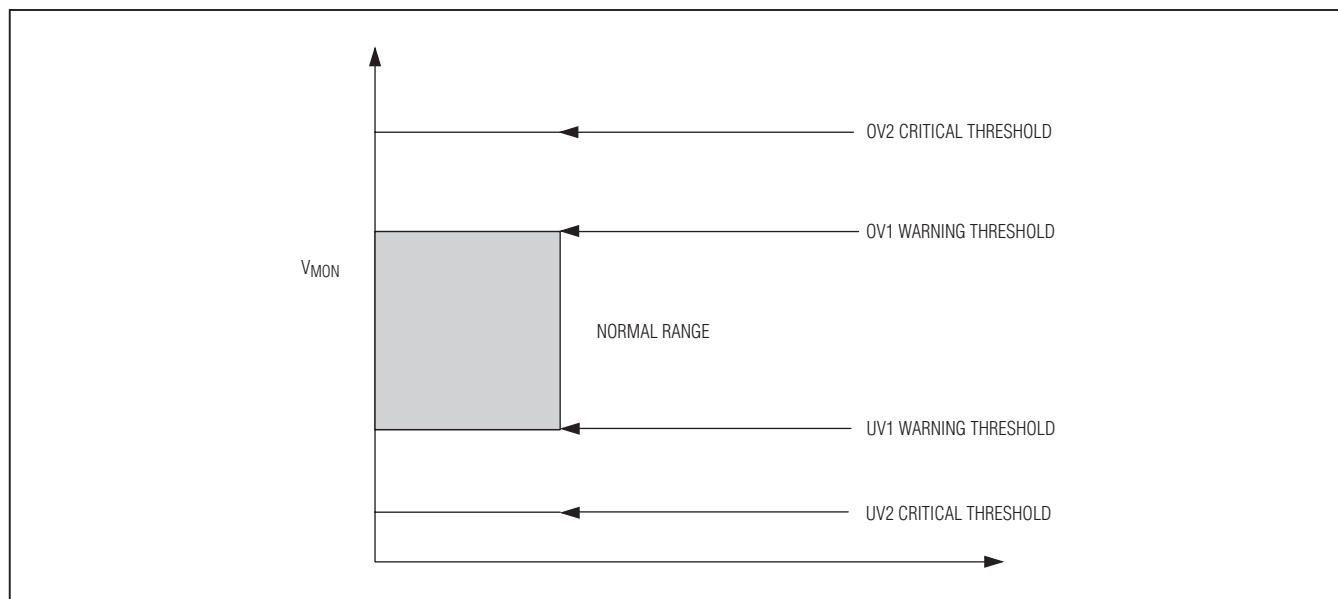 OV2 CRITICAL THRESHOLD
OV1 WARNING THRESHOLD
VMON
NORMAL RANGE
UV1 WARNING THRESHOLD
UV2 CRITICAL THRESHOLD